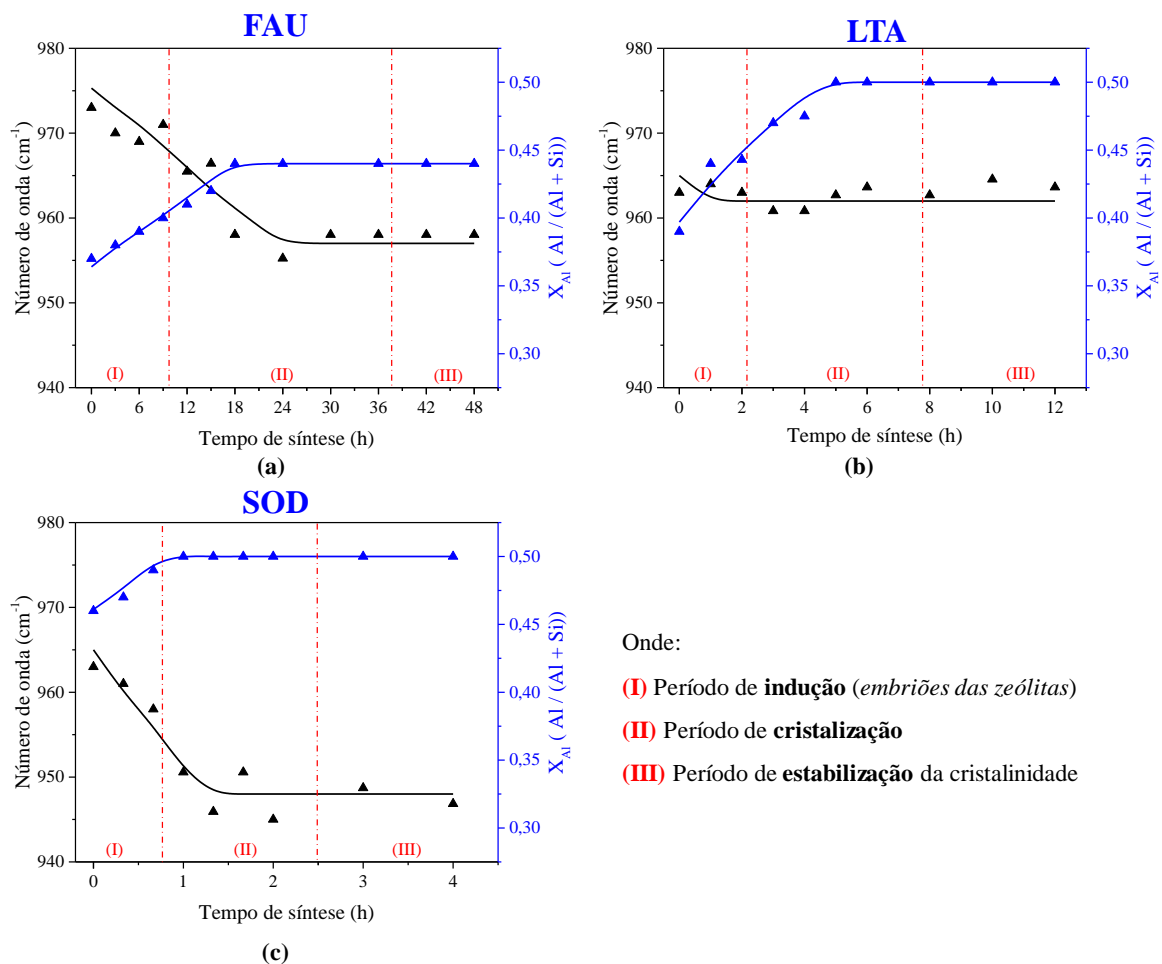 FAU
980
970
960
950
940
Número de onda (cm-1)
0,50
0,45
0,40
0,35
0,30
XAl ( Al / (Al + Si))
(I) (II) (III)
0 6 12 18 24 30 36 42 48
Tempo de síntese (h)
(a)
LTA
980
970
960
950
940
Número de onda (cm-1)
0,50
0,45
0,40
0,35
0,30
XAl ( Al / (Al + Si))
(I) (II) (III)
0 2 4 6 8 10 12
Tempo de síntese (h)
(b)
SOD
980
970
960
950
940
Número de onda (cm-1)
0,50
0,45
0,40
0,35
0,30
XAl ( Al / (Al + Si))
(I) (II) (III)
0 1 2 3 4
Tempo de síntese (h)
(c)
Onde:
(I) Período de indução (embriões das zeólitas)
(II) Período de cristalização
(III) Período de estabilização da cristalinidade